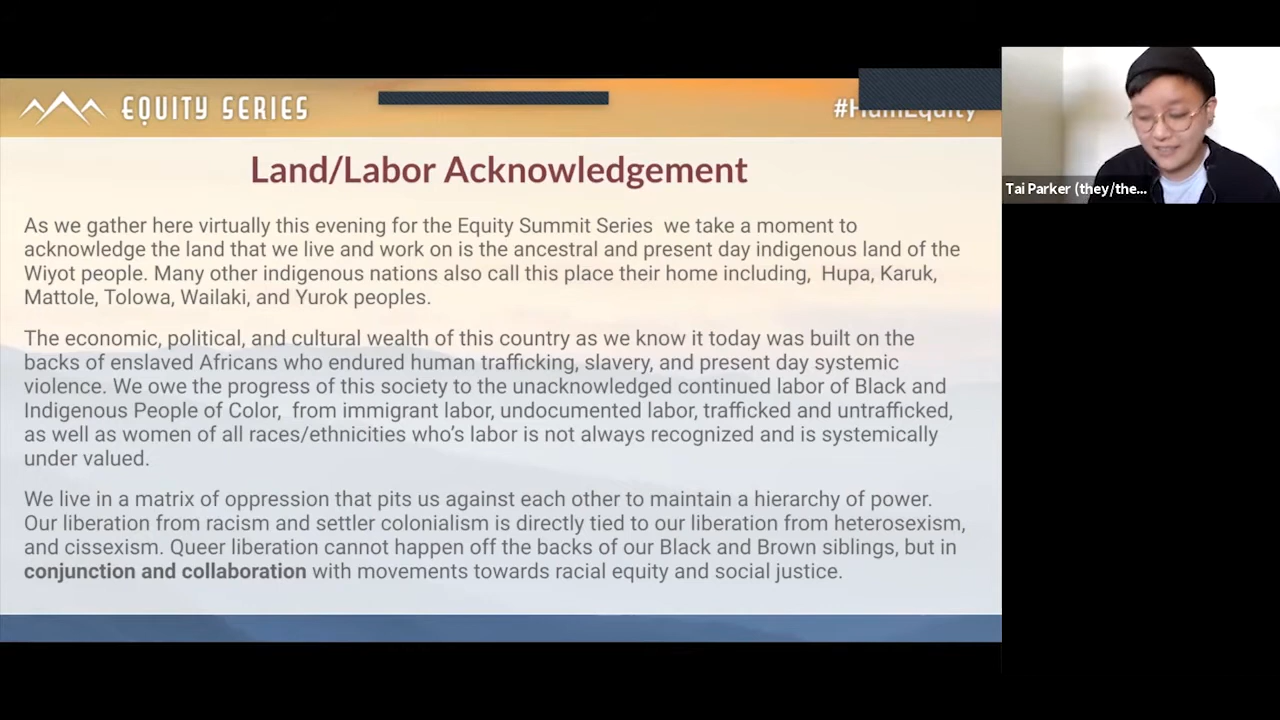 EQUITY SERIES
#HumEquity
Land/Labor Acknowledgement
As we gather here virtually this evening for the Equity Summit Series we take a moment to
acknowledge the land that we live and work on is the ancestral and present day indigenous land of the
Wiyot people. Many other indigenous nations also call this place their home including, Hupa, Karuk,
Mattole, Tolowa, Wailaki, and Yurok peoples.
The economic, political, and cultural wealth of this country as we know it today was built on the
backs of enslaved Africans who endured human trafficking, slavery, and present day systemic
violence. We owe the progress of this society to the unacknowledged continued labor of Black and
Indigenous People of Color, from immigrant labor, undocumented labor, trafficked and untrafficked,
as well as women of all races/ethnicities who's labor is not always recognized and is systemically
under valued.
We live in a matrix of oppression that pits us against each other to maintain a hierarchy of power.
Our liberation from racism and settler colonialism is directly tied to our liberation from heterosexism,
and cissexism. Queer liberation cannot happen off the backs of our Black and Brown siblings, but in
conjunction and collaboration with movements towards racial equity and social justice.
Tai Parker (they/the...